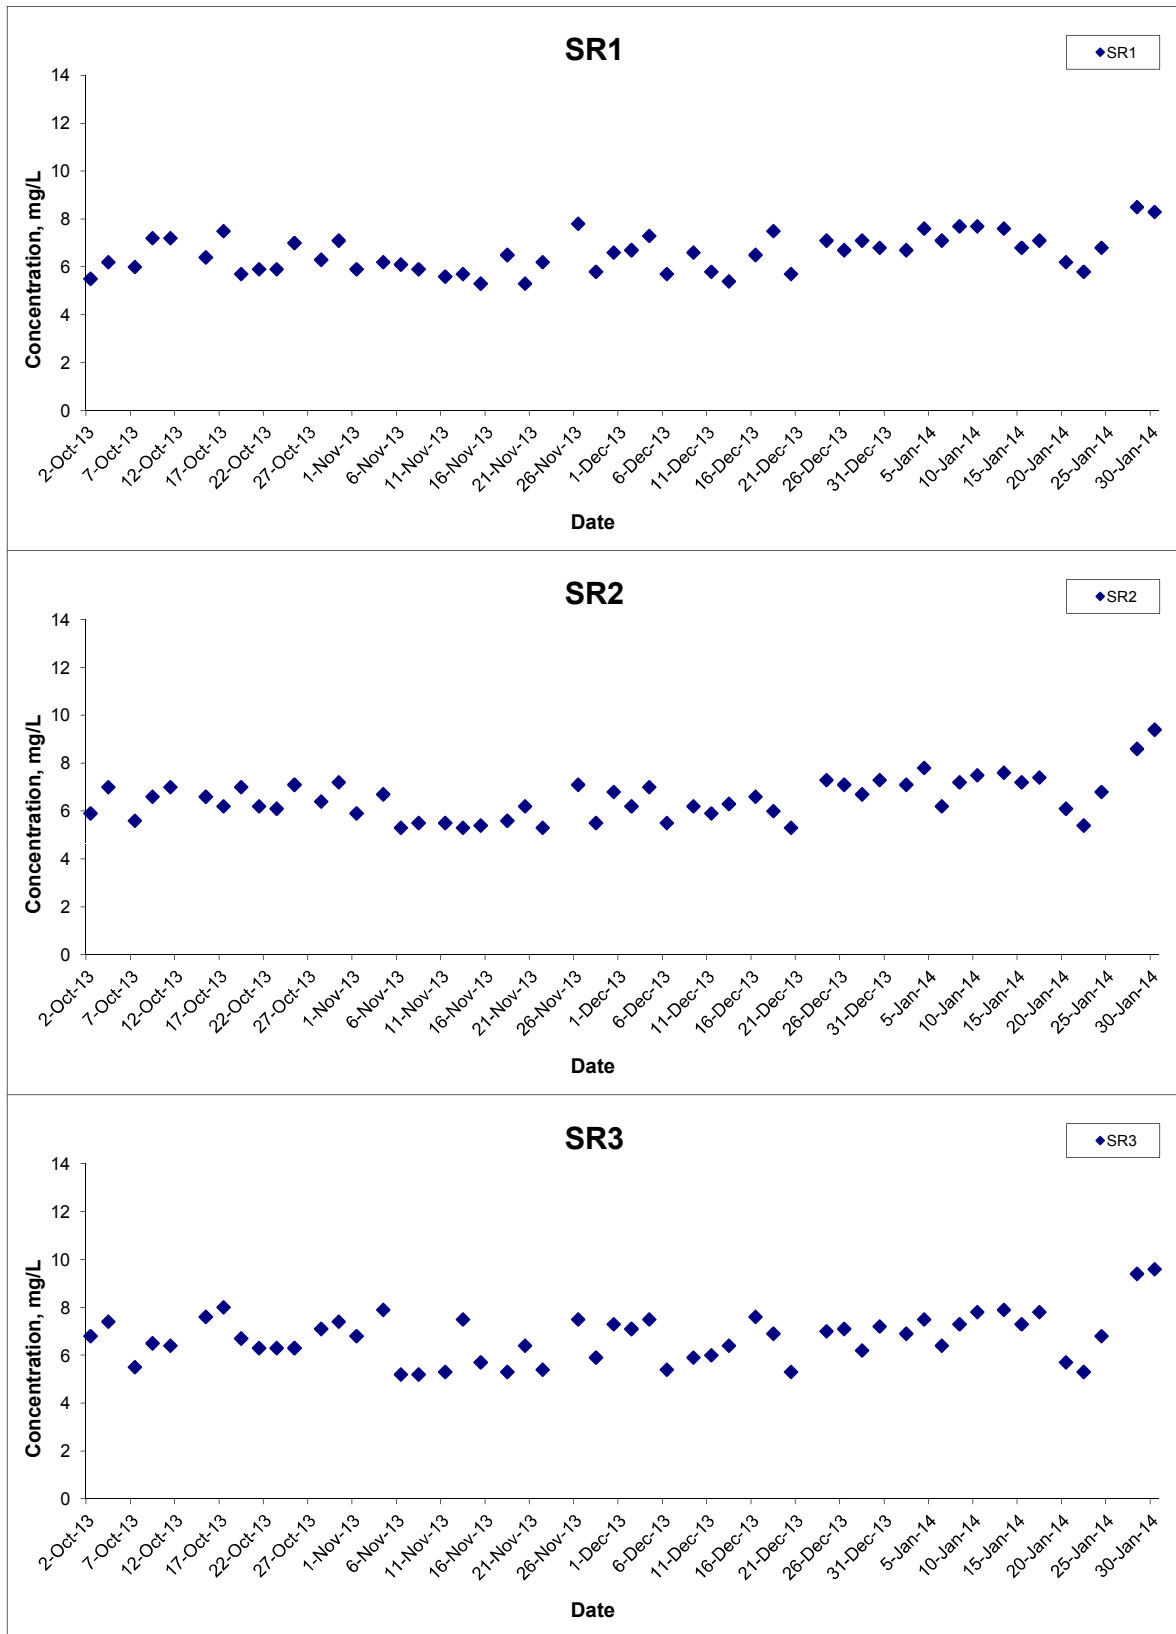 SR1
SR1
14
12
10
8
6
4
2
0
Concentration, mg/L
2-Oct-13
7-Oct-13
12-Oct-13
17-Oct-13
22-Oct-13
27-Oct-13
1-Nov-13
6-Nov-13
11-Nov-13
16-Nov-13
21-Nov-13
26-Nov-13
1-Dec-13
6-Dec-13
11-Dec-13
16-Dec-13
21-Dec-13
26-Dec-13
31-Dec-13
5-Jan-14
10-Jan-14
15-Jan-14
20-Jan-14
25-Jan-14
30-Jan-14
Date
SR2
SR2
14
12
10
8
6
4
2
0
Concentration, mg/L
2-Oct-13
7-Oct-13
12-Oct-13
17-Oct-13
22-Oct-13
27-Oct-13
1-Nov-13
6-Nov-13
11-Nov-13
16-Nov-13
21-Nov-13
26-Nov-13
1-Dec-13
6-Dec-13
11-Dec-13
16-Dec-13
21-Dec-13
26-Dec-13
31-Dec-13
5-Jan-14
10-Jan-14
15-Jan-14
20-Jan-14
25-Jan-14
30-Jan-14
Date
SR3
SR3
14
12
10
8
6
4
2
0
Concentration, mg/L
2-Oct-13
7-Oct-13
12-Oct-13
17-Oct-13
22-Oct-13
27-Oct-13
1-Nov-13
6-Nov-13
11-Nov-13
16-Nov-13
21-Nov-13
26-Nov-13
1-Dec-13
6-Dec-13
11-Dec-13
16-Dec-13
21-Dec-13
26-Dec-13
31-Dec-13
5-Jan-14
10-Jan-14
15-Jan-14
20-Jan-14
25-Jan-14
30-Jan-14
Date